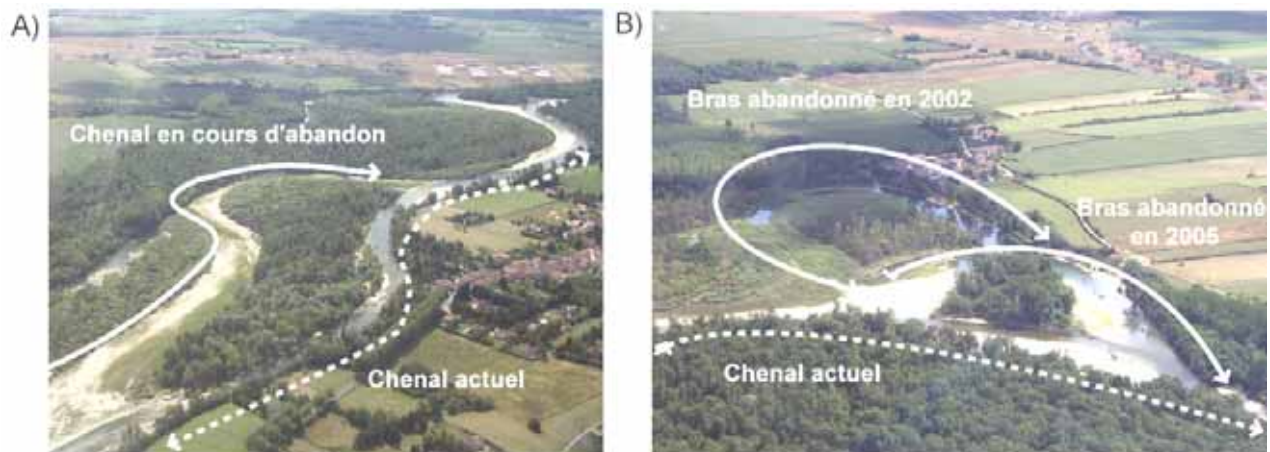 A)
Chenal en cours d'abandon
Chenal actuel
B)
Bras abandonné en 2002
Bras abandonné
en 2005
Chenal actuel